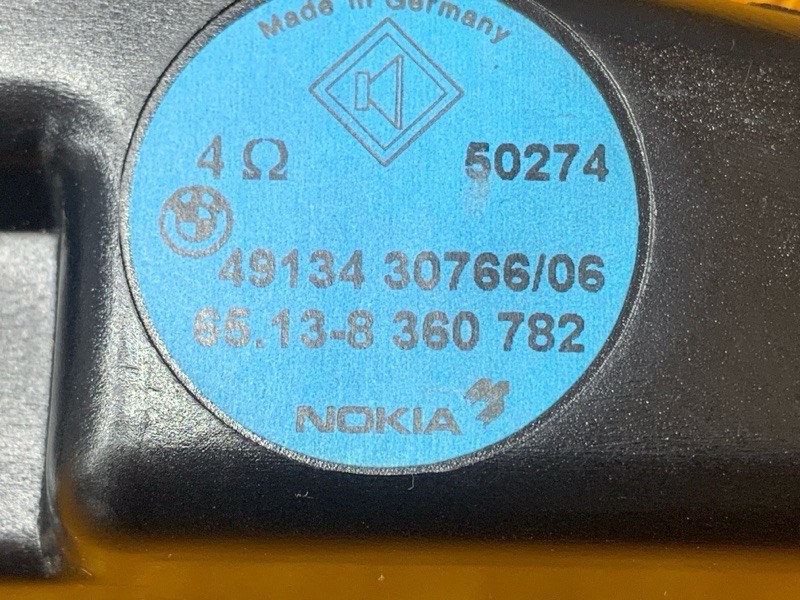 Made in Germany
4 Ω 50274
49134 30766/06
65.13-8 360 782
NOKIA